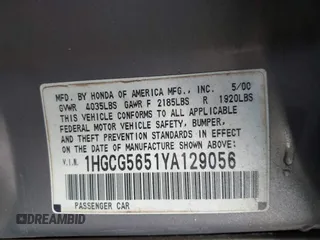 MFD. BY HONDA OF AMERICA MFG., INC. 5/00
GVWR 4035LBS GAWR F 2185LBS R 1920LBS
THIS VEHICLE CONFORMS TO ALL APPLICABLE
FEDERAL MOTOR VEHICLE SAFETY, BUMPER,
AND THEFT PREVENTION STANDARDS IN EFFECT
ON THE DATE OF MANUFACTURE SHOWN ABOVE.
V.I.N. 1HGCG5651YA129056
PASSENGER CAR
DREAMBID